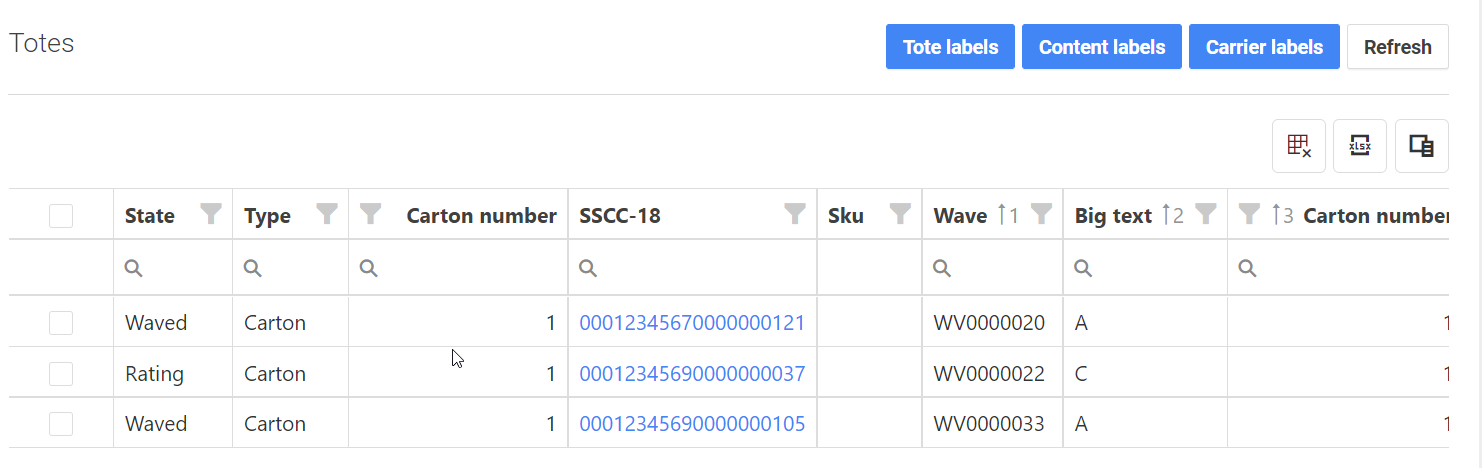 Totes
Tote labels Content labels Carrier labels Refresh
xlsx
State Type Carton number SSCC-18 Sku Wave 1 Big text 2 3 Carton number
Waved Carton 1 00012345670000000121 WV0000020 A 1
Rating Carton 1 00012345690000000037 WV0000022 C 1
Waved Carton 1 00012345690000000105 WV0000033 A 1